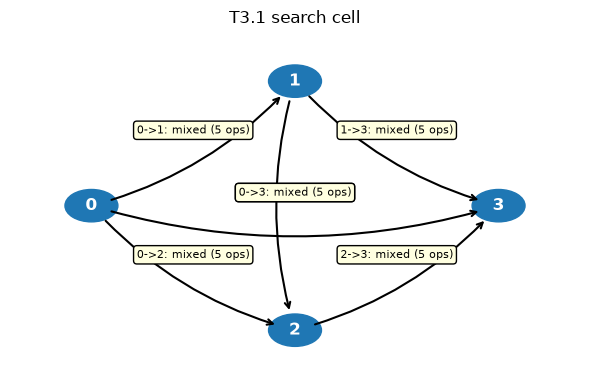 T3.1 search cell
1
0->1: mixed (5 ops)
1->3: mixed (5 ops)
0->3: mixed (5 ops)
0
3
0->2: mixed (5 ops)
2->3: mixed (5 ops)
2